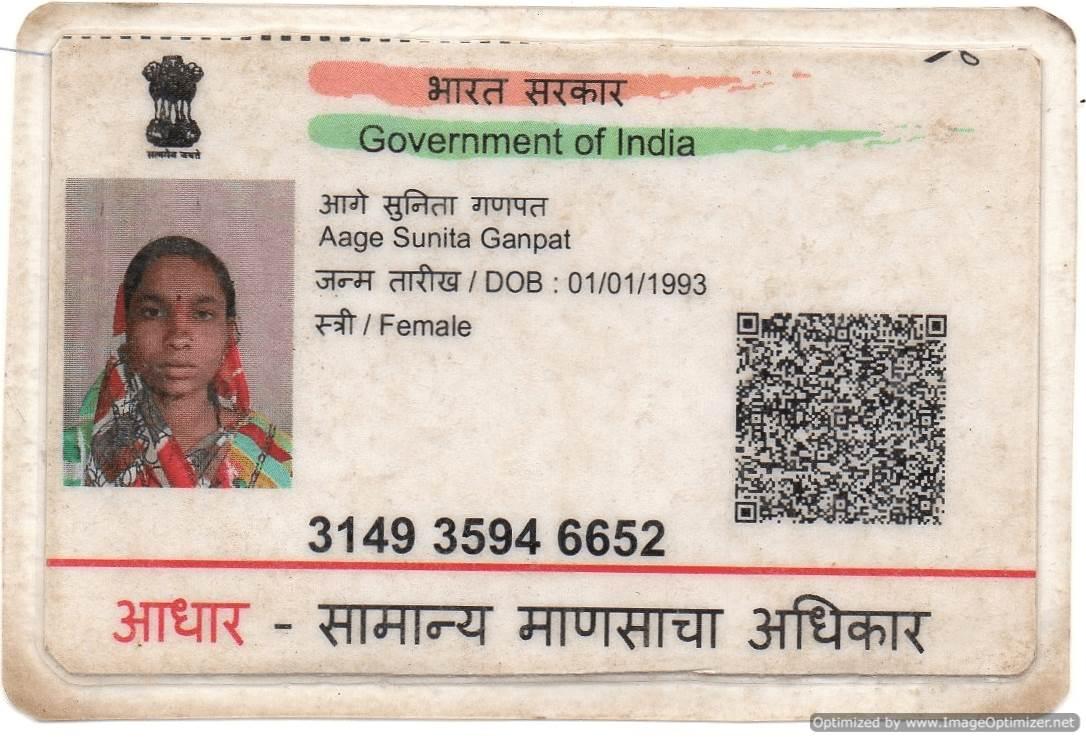 सत्यमेव जयते
भारत सरकार
Government of India
आगे सुनिता गणपत
Aage Sunita Ganpat
जन्म तारीख / DOB : 01/01/1993
स्त्री / Female
3149 3594 6652
आधार - सामान्य माणसाचा अधिकार
Optimized by www.ImageOptimizer.net